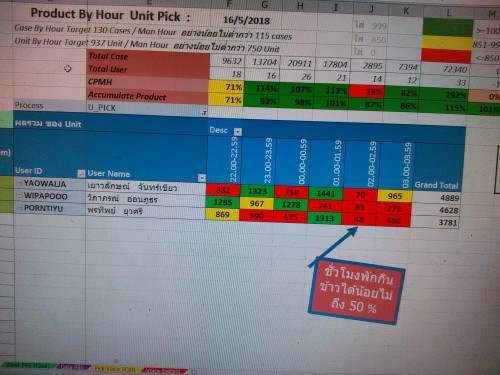 Product By Hour Unit Pick : 16/5/2018
ใส่ 999
>=100
Case By Hour Target 130 Cases / Man Hour อย่างน้อยไม่ต่ำกว่า 115 cases
ใส่ 850
851-99
Unit By Hour Target 937 Unit / Man Hour อย่างน้อยไม่ต่ำกว่า 750 Unit
ใส่ 0
<=850
Total Case 9632 13704 20911 17804 2895 7394 72340
Total User 18 16 26 21 14 12 33
CPMH 71% 114% 107% 113% 28% 82% 292% 0%
Accumulate Product 71% 93% 98% 101% 87% 86% 115% 101%
Process U_PICK
ผลรวม ของ Unit Desc
User ID User Name 22.00-22.59 23.00-23.59 00.00-00.59 01.00-01.59 02.00-02.59 03.00-03.59 Grand Total
YAOWALJA เยาวลักษณ์ จันทร์เขียว 332 1323 758 1441 70 965 4889
WIPAPOOO วิภาภรณ์ อ่อนภูธร 1285 967 1278 741 85 272 4628
PORNTIYU พรทิพย์ ยุวศรี 869 590 475 1313 48 486 3781
ชั่วโมงพักกิน
ข้าวได้น้อยไม่
ถึง 50 %